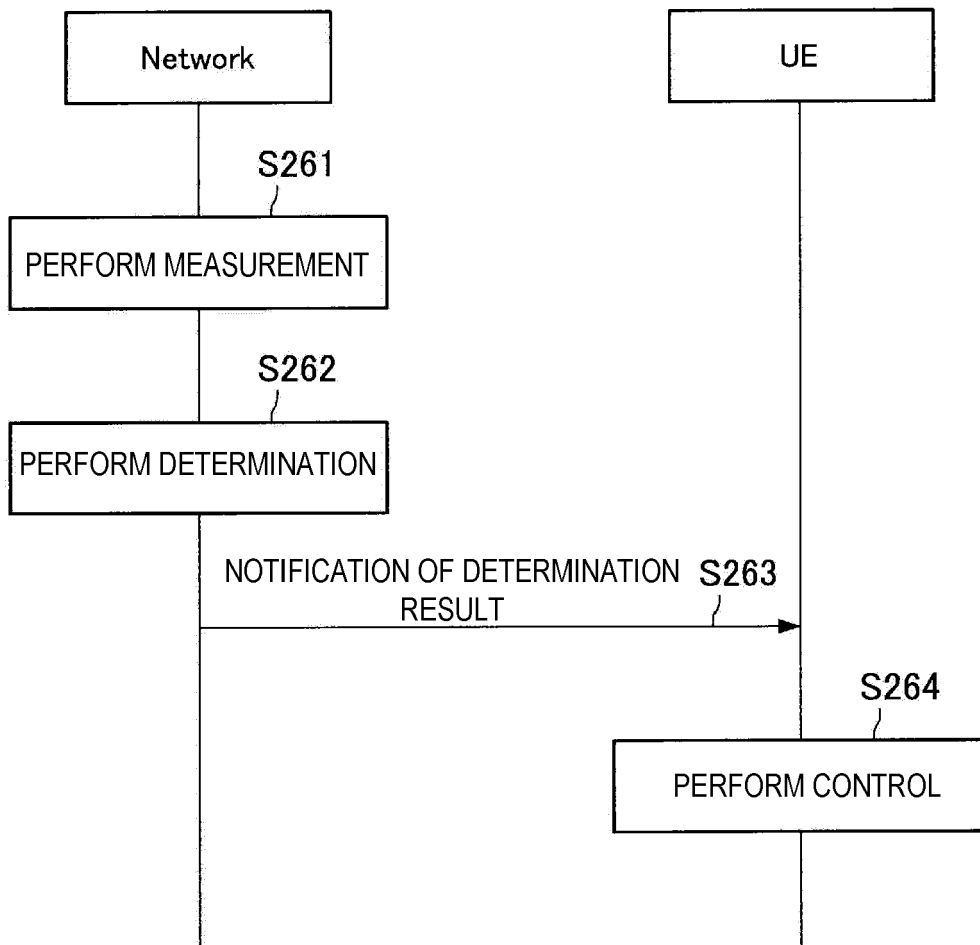 Network
UE
S261
PERFORM MEASUREMENT
S262
PERFORM DETERMINATION
NOTIFICATION OF DETERMINATION
RESULT
S263
S264
PERFORM CONTROL